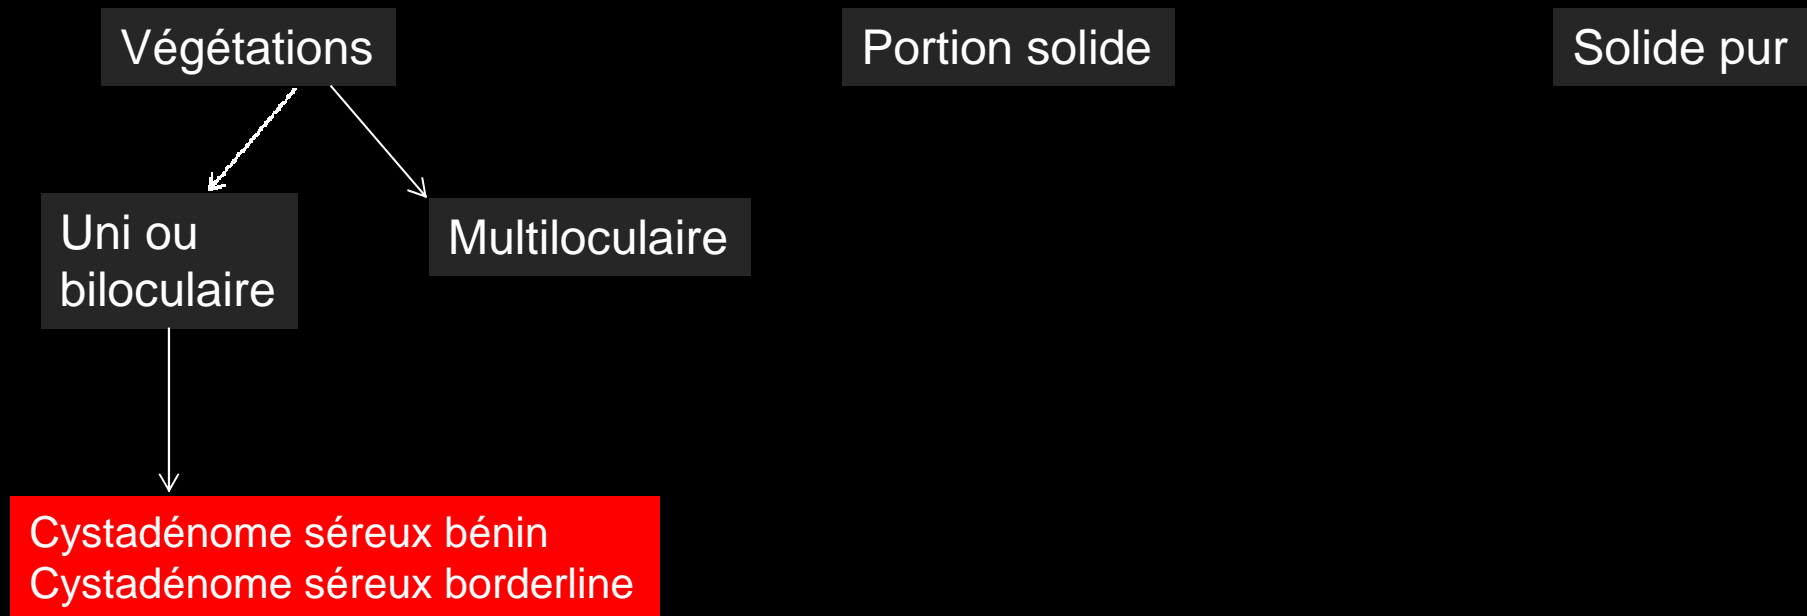 Végétations
Portion solide
Solide pur
Uni ou
biloculaire
Multiloculaire
Cystadénome séreux bénin
Cystadénome séreux borderline